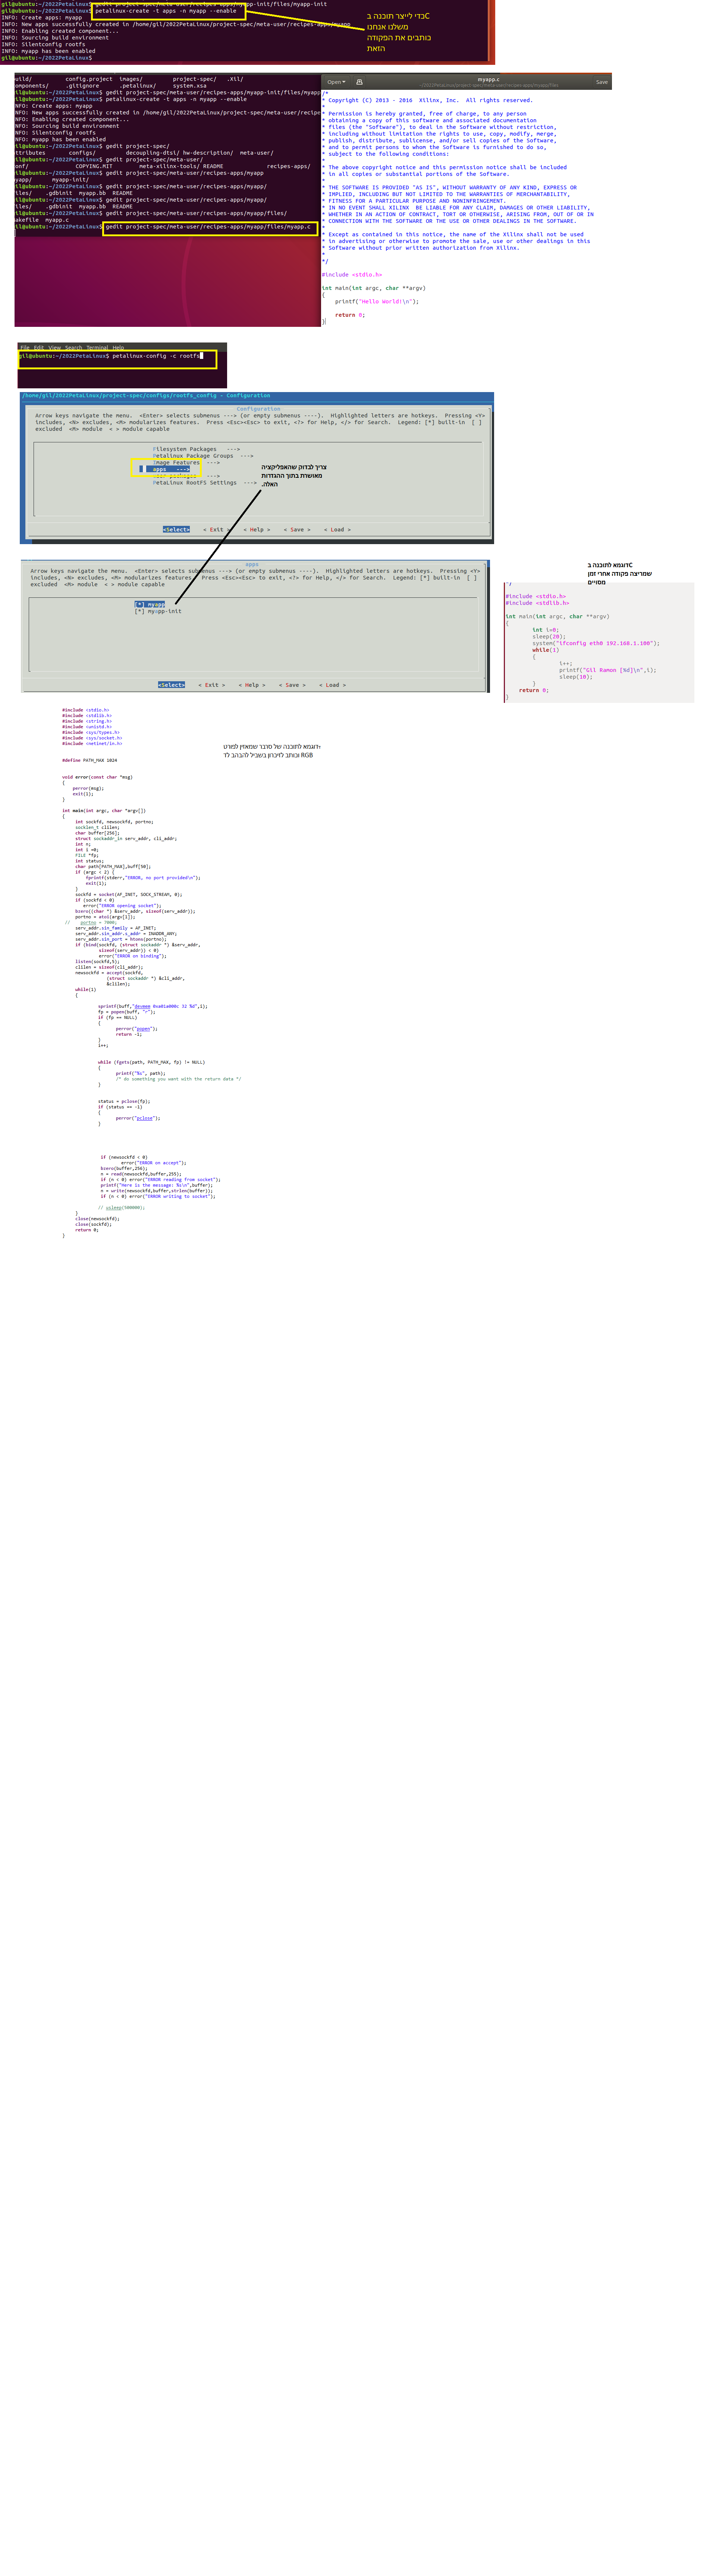 gil@ubuntu:~/2022PetaLinux$ gedit project-spec/meta-user/recipes-apps/myapp-init/files/myapp-init
gil@ubuntu:~/2022PetaLinux$ petalinux-create -t apps -n myapp --enable
INFO: Create apps: myapp
INFO: New apps successfully created in /home/gil/2022PetaLinux/project-spec/meta-user/recipes-apps/myapp
INFO: Enabling created component...
INFO: Sourcing build environment
INFO: Silentconfig rootfs
INFO: myapp has been enabled
gil@ubuntu:~/2022PetaLinux$
כדי לייצר תוכנה בC
משלנו אנחנו
כותבים את הפקודה
הזאת
uild/ config.project images/ project-spec/ .Xil/
omponents/ .gitignore .petalinux/ system.xsa
il@ubuntu:~/2022PetaLinux$ gedit project-spec/meta-user/recipes-apps/myapp-init/files/myapp
il@ubuntu:~/2022PetaLinux$ petalinux-create -t apps -n myapp --enable
NFO: Create apps: myapp
NFO: New apps successfully created in /home/gil/2022PetaLinux/project-spec/meta-user/recipe
NFO: Enabling created component...
NFO: Sourcing build environment
NFO: Silentconfig rootfs
NFO: myapp has been enabled
il@ubuntu:~/2022PetaLinux$ gedit project-spec/
ttributes configs/ decoupling-dtsi/ hw-description/ meta-user/
il@ubuntu:~/2022PetaLinux$ gedit project-spec/meta-user/
onf/ COPYING.MIT meta-xilinx-tools/ README recipes-apps/
il@ubuntu:~/2022PetaLinux$ gedit project-spec/meta-user/recipes-apps/myapp
yapp/ myapp-init/
il@ubuntu:~/2022PetaLinux$ gedit project-spec/meta-user/recipes-apps/myapp/
iles/ .gdbinit myapp.bb README
il@ubuntu:~/2022PetaLinux$ gedit project-spec/meta-user/recipes-apps/myapp/
iles/ .gdbinit myapp.bb README
il@ubuntu:~/2022PetaLinux$ gedit project-spec/meta-user/recipes-apps/myapp/files/
akefile myapp.c
il@ubuntu:~/2022PetaLinux$ gedit project-spec/meta-user/recipes-apps/myapp/files/myapp.c
Open myapp.c Save
~/2022PetaLinux/project-spec/meta-user/recipes-apps/myapp/files
/*
* Copyright (C) 2013 - 2016 Xilinx, Inc. All rights reserved.
*
* Permission is hereby granted, free of charge, to any person
* obtaining a copy of this software and associated documentation
* files (the "Software"), to deal in the Software without restriction,
* including without limitation the rights to use, copy, modify, merge,
* publish, distribute, sublicense, and/or sell copies of the Software,
* and to permit persons to whom the Software is furnished to do so,
* subject to the following conditions:
*
* The above copyright notice and this permission notice shall be included
* in all copies or substantial portions of the Software.
*
* THE SOFTWARE IS PROVIDED "AS IS", WITHOUT WARRANTY OF ANY KIND, EXPRESS OR
* IMPLIED, INCLUDING BUT NOT LIMITED TO THE WARRANTIES OF MERCHANTABILITY,
* FITNESS FOR A PARTICULAR PURPOSE AND NONINFRINGEMENT.
* IN NO EVENT SHALL XILINX BE LIABLE FOR ANY CLAIM, DAMAGES OR OTHER LIABILITY,
* WHETHER IN AN ACTION OF CONTRACT, TORT OR OTHERWISE, ARISING FROM, OUT OF OR IN
* CONNECTION WITH THE SOFTWARE OR THE USE OR OTHER DEALINGS IN THE SOFTWARE.
*
* Except as contained in this notice, the name of the Xilinx shall not be used
* in advertising or otherwise to promote the sale, use or other dealings in this
* Software without prior written authorization from Xilinx.
*
*/
#include <stdio.h>
int main(int argc, char **argv)
{
printf("Hello World!\n");
return 0;
}
File Edit View Search Terminal Help
gil@ubuntu:~/2022PetaLinux$ petalinux-config -c rootfs
/home/gil/2022PetaLinux/project-spec/configs/rootfs_config - Configuration
Configuration
Arrow keys navigate the menu. <Enter> selects submenus ---> (or empty submenus ----). Highlighted letters are hotkeys. Pressing <Y>
includes, <N> excludes, <M> modularizes features. Press <Esc><Esc> to exit, <?> for Help, </> for Search. Legend: [*] built-in [ ]
excluded <M> module < > module capable
Filesystem Packages --->
Petalinux Package Groups --->
Image Features --->
apps --->
user packages --->
PetaLinux RootFS Settings --->
<Select> < Exit > < Help > < Save > < Load >
צריך לבדוק שהאפליקציה
מאושרת בתוך ההגדרות
האלה.
apps
Arrow keys navigate the menu. <Enter> selects submenus ---> (or empty submenus ----). Highlighted letters are hotkeys. Pressing <Y>
includes, <N> excludes, <M> modularizes features. Press <Esc><Esc> to exit, <?> for Help, </> for Search. Legend: [*] built-in [ ]
excluded <M> module < > module capable
[*] myapp
[*] myapp-init
<Select> < Exit > < Help > < Save > < Load >
דוגמא לתוכנה בC
שמריצה פקודה אחרי זמן
מסויים
*/
#include <stdio.h>
#include <stdlib.h>
int main(int argc, char **argv)
{
int i=0;
sleep(20);
system("ifconfig eth0 192.168.1.100");
while(1)
{
i++;
printf("Gil Ramon [%d]\n",i);
sleep(10);
}
return 0;
}
#include <stdio.h>
#include <stdlib.h>
#include <string.h>
#include <unistd.h>
#include <sys/types.h>
#include <sys/socket.h>
#include <netinet/in.h>
דוגמא לתוכנה של סרבר שמאזין לפורט
וכותב לזיכרון בשביל להבהב לד RGB
#define PATH_MAX 1024
void error(const char *msg)
{
perror(msg);
exit(1);
}
int main(int argc, char *argv[])
{
int sockfd, newsockfd, portno;
socklen_t clilen;
char buffer[256];
struct sockaddr_in serv_addr, cli_addr;
int n;
int i =0;
FILE *fp;
int status;
char path[PATH_MAX],buff[50];
if (argc < 2) {
fprintf(stderr,"ERROR, no port provided\n");
exit(1);
}
sockfd = socket(AF_INET, SOCK_STREAM, 0);
if (sockfd < 0)
error("ERROR opening socket");
bzero((char *) &serv_addr, sizeof(serv_addr));
portno = atoi(argv[1]);
// portno = 7000;
serv_addr.sin_family = AF_INET;
serv_addr.sin_addr.s_addr = INADDR_ANY;
serv_addr.sin_port = htons(portno);
if (bind(sockfd, (struct sockaddr *) &serv_addr,
sizeof(serv_addr)) < 0)
error("ERROR on binding");
listen(sockfd,5);
clilen = sizeof(cli_addr);
newsockfd = accept(sockfd,
(struct sockaddr *) &cli_addr,
&clilen);
while(1)
{
sprintf(buff,"devmem 0xa01a000c 32 %d",i);
fp = popen(buff, "r");
if (fp == NULL)
{
perror("popen");
return -1;
}
i++;
while (fgets(path, PATH_MAX, fp) != NULL)
{
printf("%s", path);
/* do something you want with the return data */
}
status = pclose(fp);
if (status == -1)
{
perror("pclose");
}
if (newsockfd < 0)
error("ERROR on accept");
bzero(buffer,256);
n = read(newsockfd,buffer,255);
if (n < 0) error("ERROR reading from socket");
printf("Here is the message: %s\n",buffer);
n = write(newsockfd,buffer,strlen(buffer));
if (n < 0) error("ERROR writing to socket");
// usleep(500000);
}
close(newsockfd);
close(sockfd);
return 0;
}